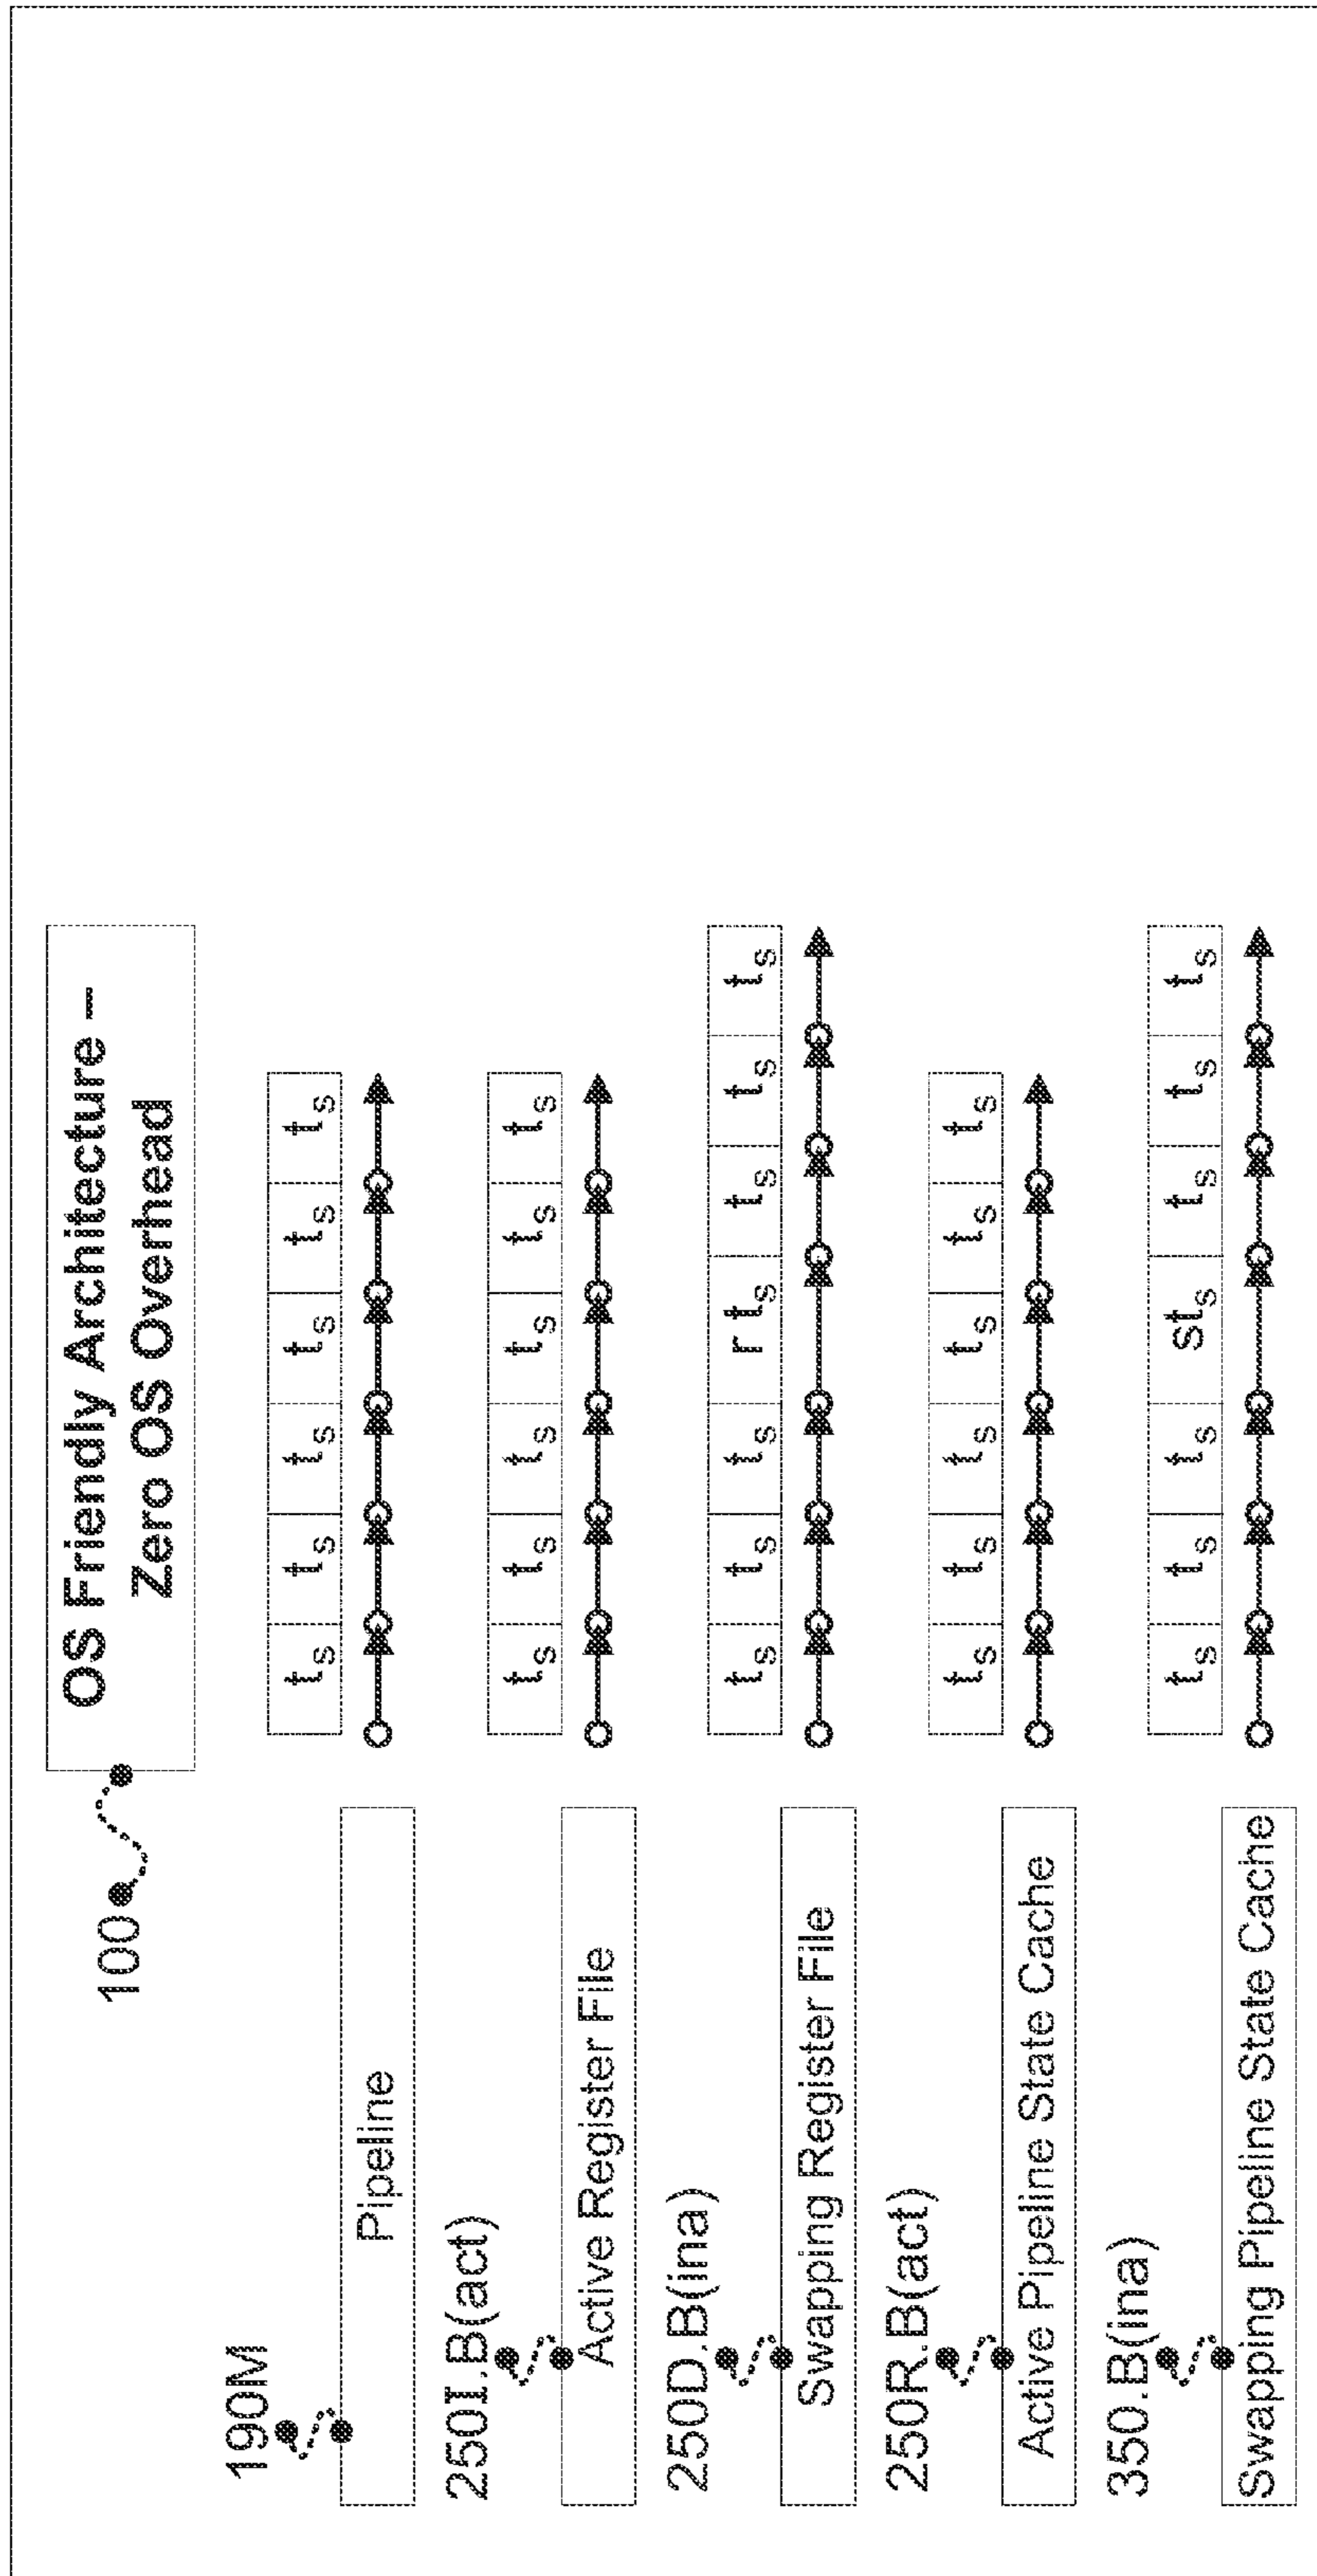 100
OS Friendly Architecture –
Zero OS Overhead
190M
Pipeline
ts ts ts ts ts ts
250I.B(act)
Active Register File
ts ts ts ts ts ts
250D.B(ina)
Swapping Register File
ts ts ts r ts ts ts ts
250R.B(act)
Active Pipeline State Cache
ts ts ts ts ts ts
350.B(ina)
Swapping Pipeline State Cache
ts ts ts sts ts ts ts